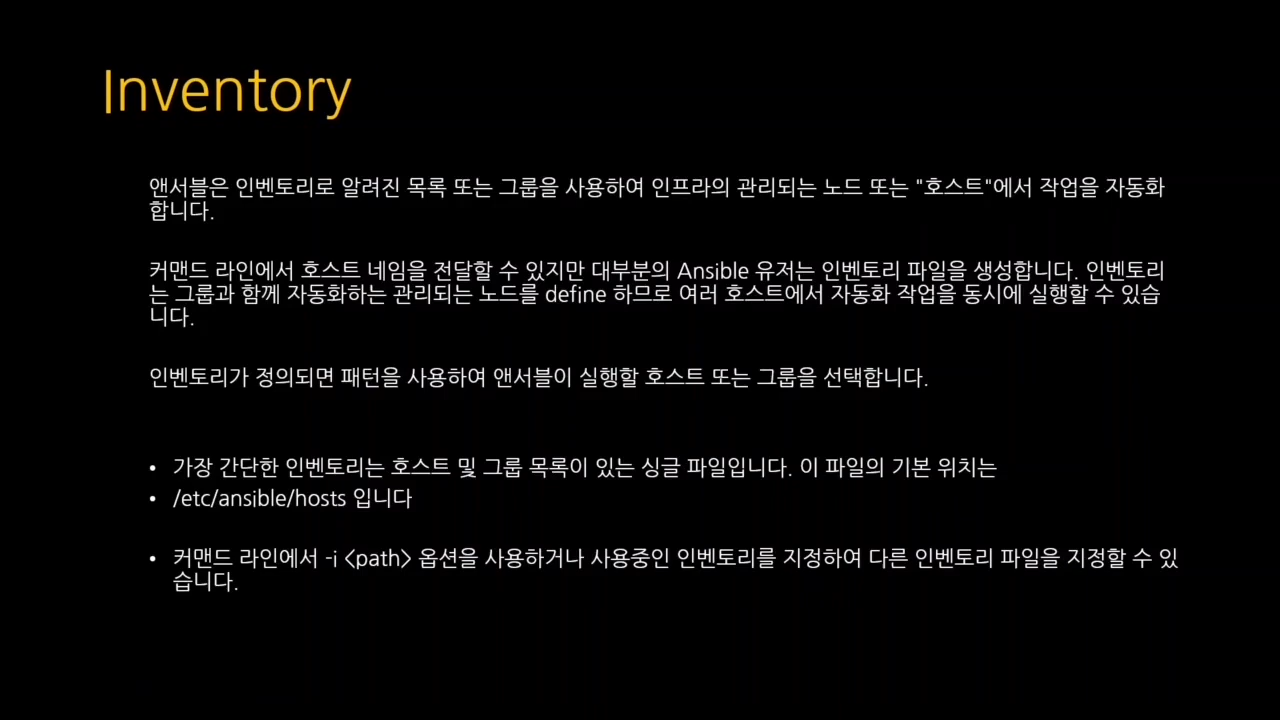 Inventory
앤서블은 인벤토리로 알려진 목록 또는 그룹을 사용하여 인프라의 관리되는 노드 또는 "호스트"에서 작업을 자동화
합니다.
커맨드 라인에서 호스트 네임을 전달할 수 있지만 대부분의 Ansible 유저는 인벤토리 파일을 생성합니다. 인벤토리
는 그룹과 함께 자동화하는 관리되는 노드를 define 하므로 여러 호스트에서 자동화 작업을 동시에 실행할 수 있습
니다.
인벤토리가 정의되면 패턴을 사용하여 앤서블이 실행할 호스트 또는 그룹을 선택합니다.
• 가장 간단한 인벤토리는 호스트 및 그룹 목록이 있는 싱글 파일입니다. 이 파일의 기본 위치는
• /etc/ansible/hosts 입니다
• 커맨드 라인에서 -i <path> 옵션을 사용하거나 사용중인 인벤토리를 지정하여 다른 인벤토리 파일을 지정할 수 있
습니다.